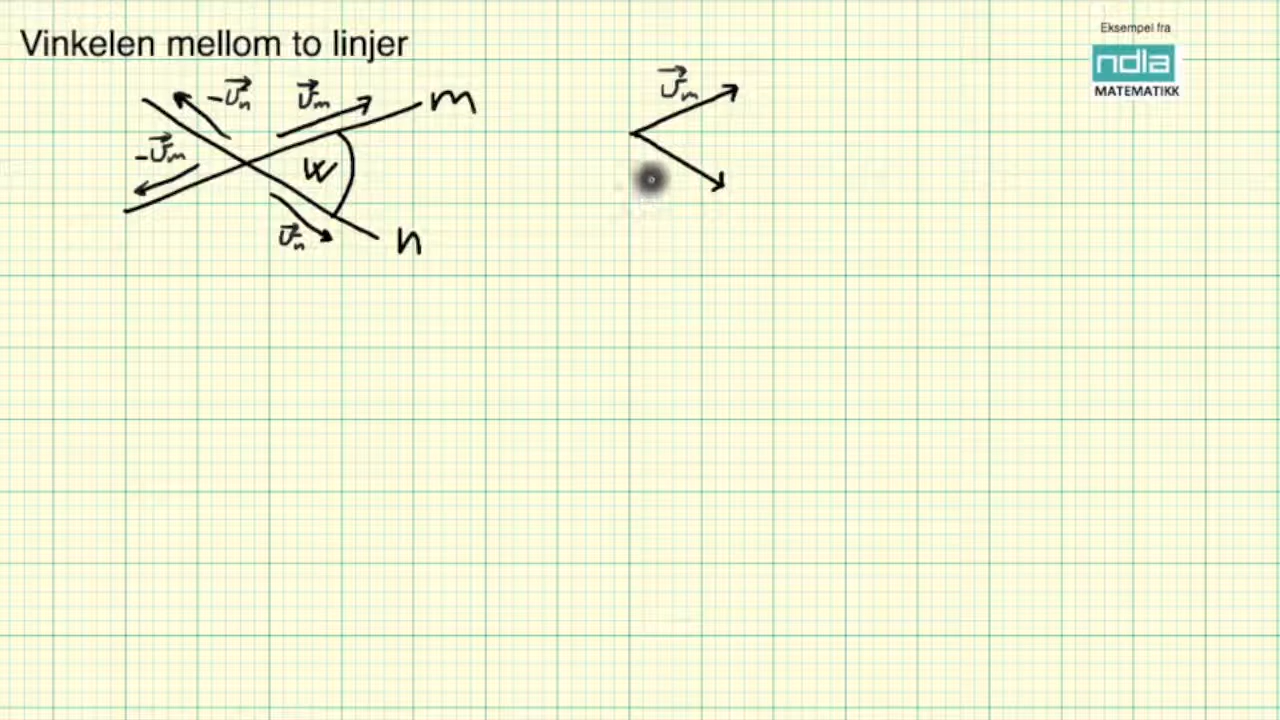 Vinkelen mellom to linjer
Eksempel fra
ndla
MATEMATIKK
-v⃗ₙ
v⃗ₘ
m
-v⃗ₘ
w
v⃗ₙ
n
v⃗ₘ